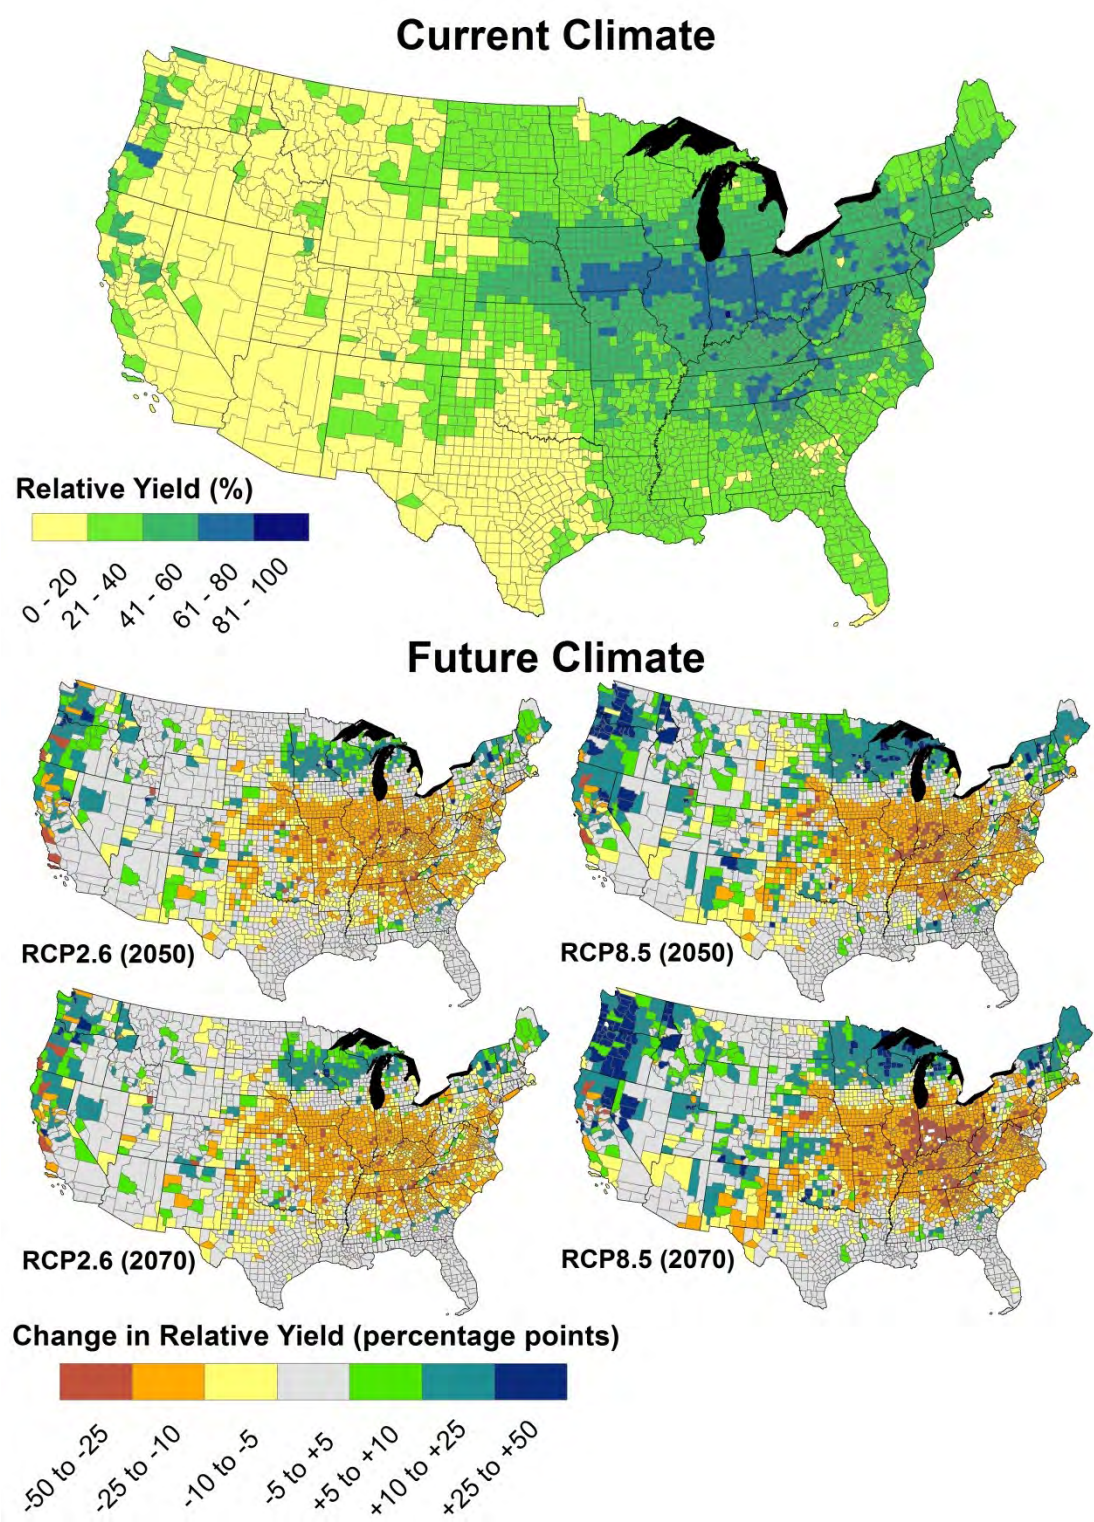 Current Climate
Relative Yield (%)
0 - 20
21 - 40
41 - 60
61 - 80
81 - 100
Future Climate
RCP2.6 (2050)
RCP8.5 (2050)
RCP2.6 (2070)
RCP8.5 (2070)
Change in Relative Yield (percentage points)
-50 to -25
-25 to -10
-10 to -5
-5 to +5
+5 to +10
+10 to +25
+25 to +50